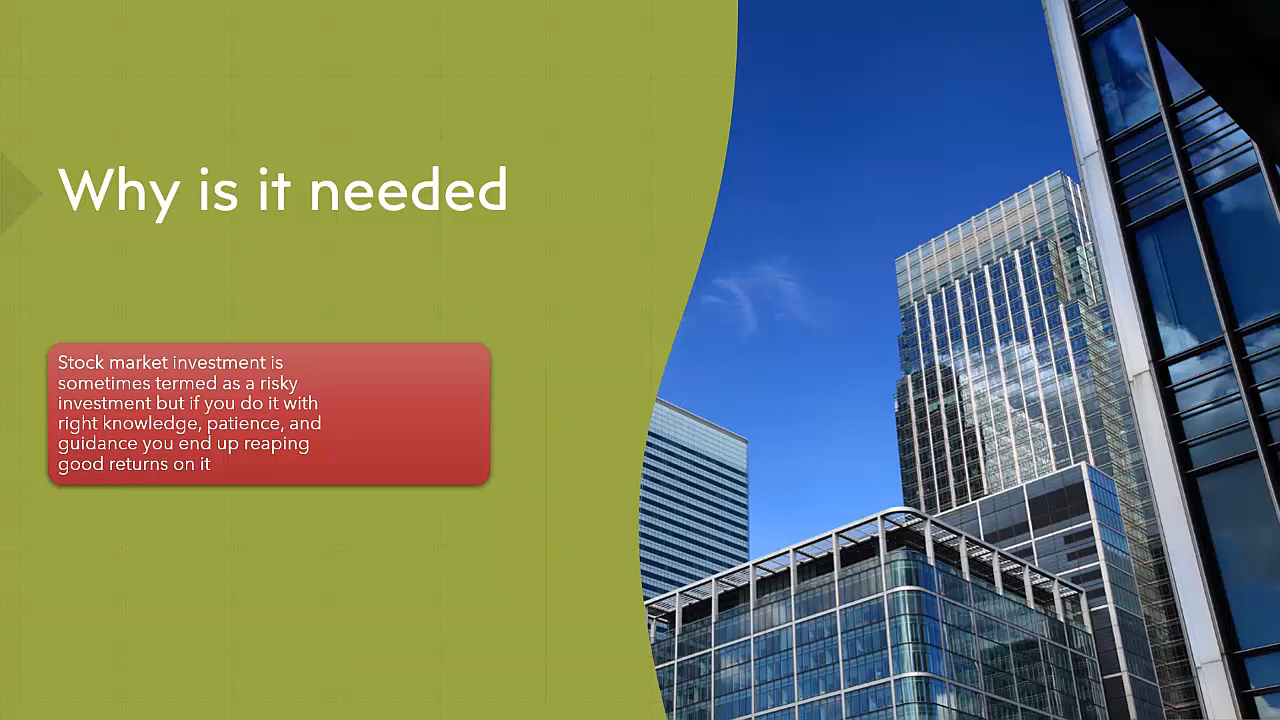 Why is it needed
Stock market investment is
sometimes termed as a risky
investment but if you do it with
right knowledge, patience, and
guidance you end up reaping
good returns on it